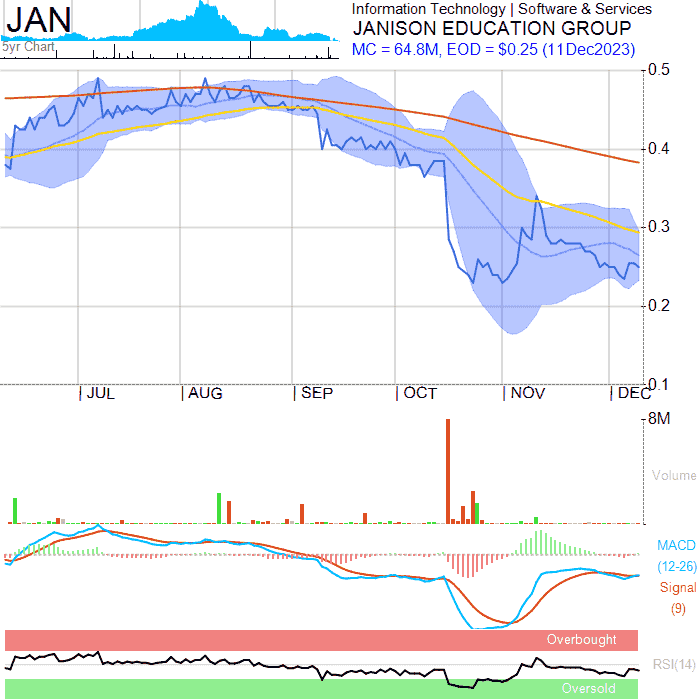 JAN
5yr Chart
Information Technology | Software & Services
JANISON EDUCATION GROUP
MC = 64.8M, EOD = $0.25 (11Dec2023)
0.5
0.4
0.3
0.2
0.1
JUL
AUG
SEP
OCT
NOV
DEC
8M
Volume
MACD
(12-26)
Signal
(9)
Overbought
RSI(14)
Oversold